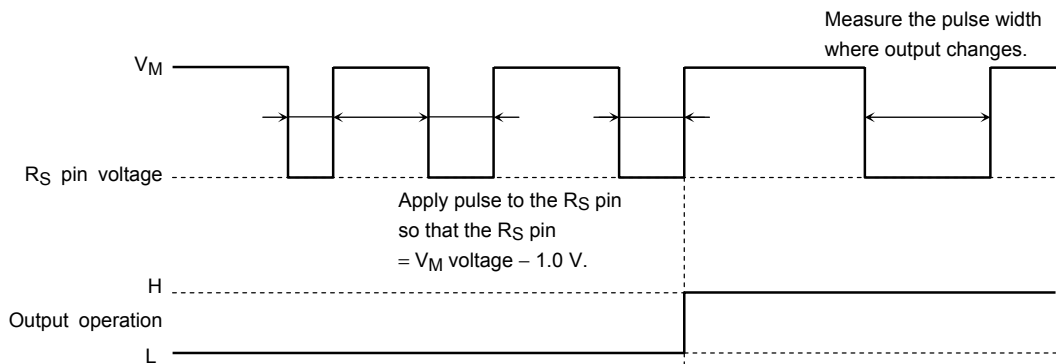 Measure the pulse width
where output changes.
VM
RS pin voltage
Apply pulse to the RS pin
so that the RS pin
= VM voltage − 1.0 V.
H
Output operation
L